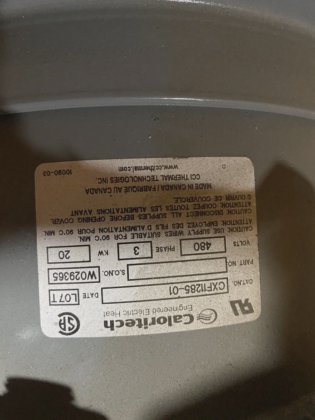 Caloritech
Engineered Electric Heat
CAT.NO. CXF11285-01
PART NO. DATE L07T
S.O.NO. W029365
VOLTS 480 PHASE 3 KW 20
CAUTION. SUPPLY WIRES SUITABLE FOR 90°C MIN.
ATTENTION. EMPLOYEZ DES FILS D'ALIMENTATION POUR 90°C MIN.
CAUTION. DISCONNECT ALL SUPPLIES BEFORE OPENING COVER.
ATTENTION. COUPEZ TOUTES LES ALIMENTATIONS AVANT
D'OUVRIR LE COUVERCLE.
MADE IN CANADA / FABRIQUÉ AU CANADA
CCI THERMAL TECHNOLOGIES INC.
www.ccithermal.com
101090-03